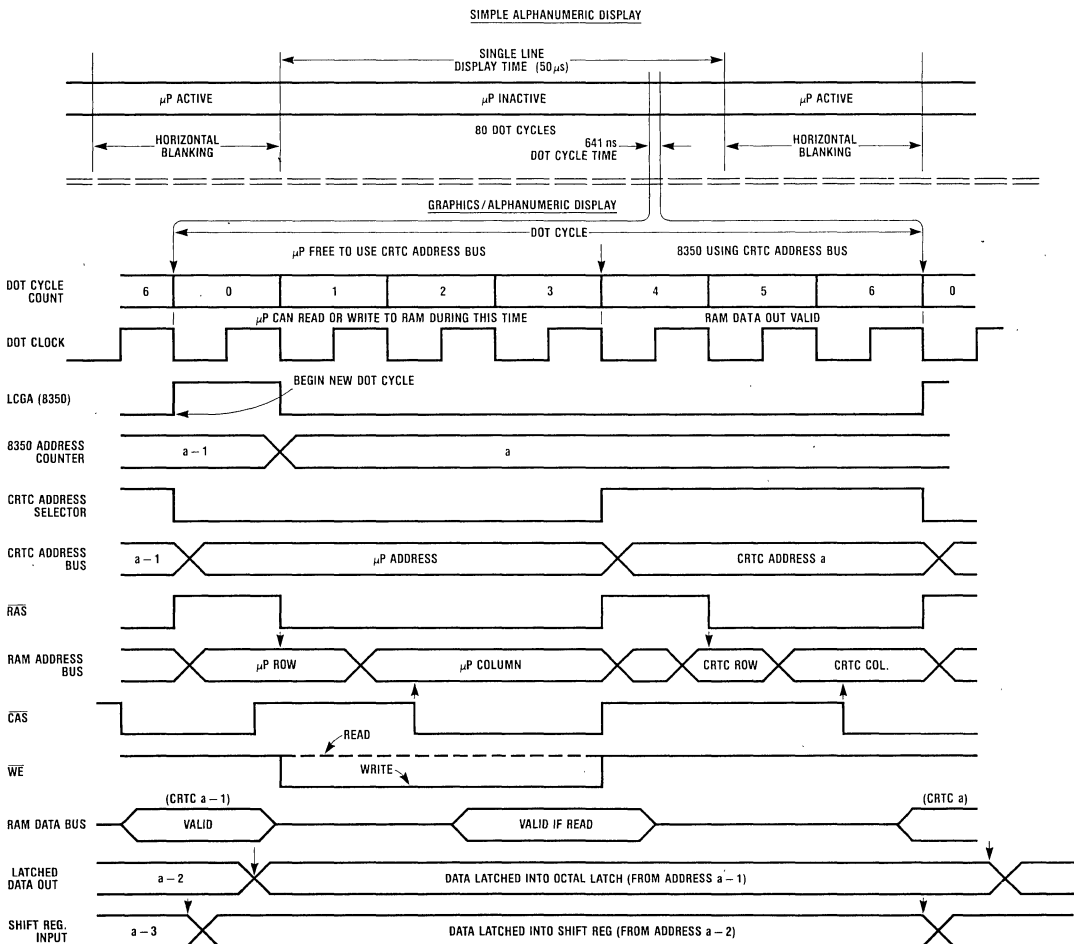 SIMPLE ALPHANUMERIC DISPLAY
SINGLE LINE
DISPLAY TIME (50µs)
µP ACTIVE
µP INACTIVE
µP ACTIVE
HORIZONTAL
BLANKING
80 DOT CYCLES
641 ns
DOT CYCLE TIME
HORIZONTAL
BLANKING
GRAPHICS/ALPHANUMERIC DISPLAY
DOT CYCLE
µP FREE TO USE CRTC ADDRESS BUS
8350 USING CRTC ADDRESS BUS
DOT CYCLE
COUNT
6 0 1 2 3 4 5 6 0
µP CAN READ OR WRITE TO RAM DURING THIS TIME
RAM DATA OUT VALID
DOT CLOCK
BEGIN NEW DOT CYCLE
LCGA (8350)
8350 ADDRESS
COUNTER
a – 1
a
CRTC ADDRESS
SELECTOR
CRTC ADDRESS
BUS
a – 1
µP ADDRESS
CRTC ADDRESS a
RAS
RAM ADDRESS
BUS
µP ROW
µP COLUMN
CRTC ROW
CRTC COL.
CAS
READ
WE
WRITE
(CRTC a – 1)
(CRTC a)
RAM DATA BUS
VALID
VALID IF READ
LATCHED
DATA OUT
a – 2
DATA LATCHED INTO OCTAL LATCH (FROM ADDRESS a – 1)
SHIFT REG.
INPUT
a – 3
DATA LATCHED INTO SHIFT REG (FROM ADDRESS a – 2)